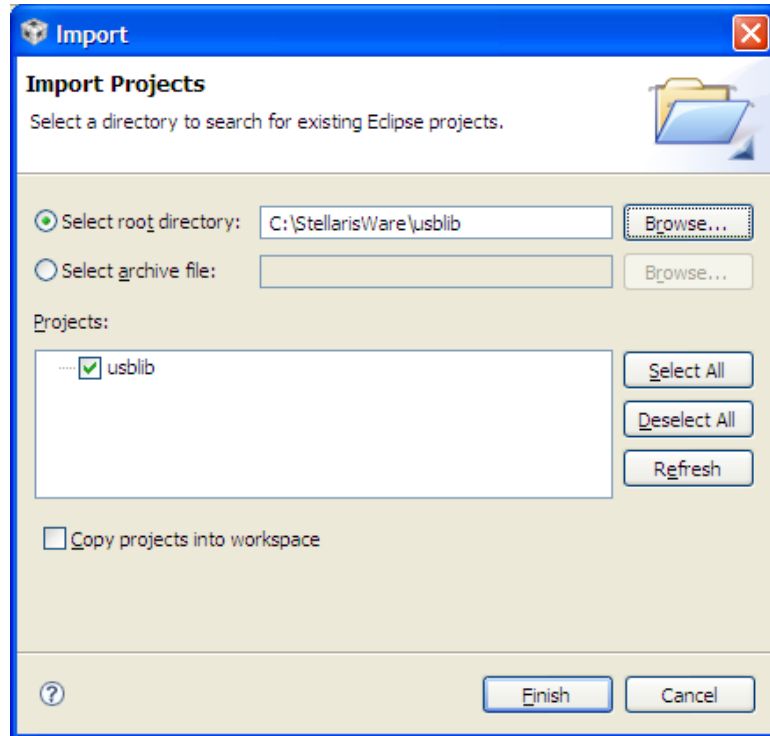 Import
Import Projects
Select a directory to search for existing Eclipse projects.
Select root directory: C:\StellarisWare\usblib Browse...
Select archive file: Browse...
Projects:
usblib
Select All
Deselect All
Refresh
Copy projects into workspace
? Finish Cancel